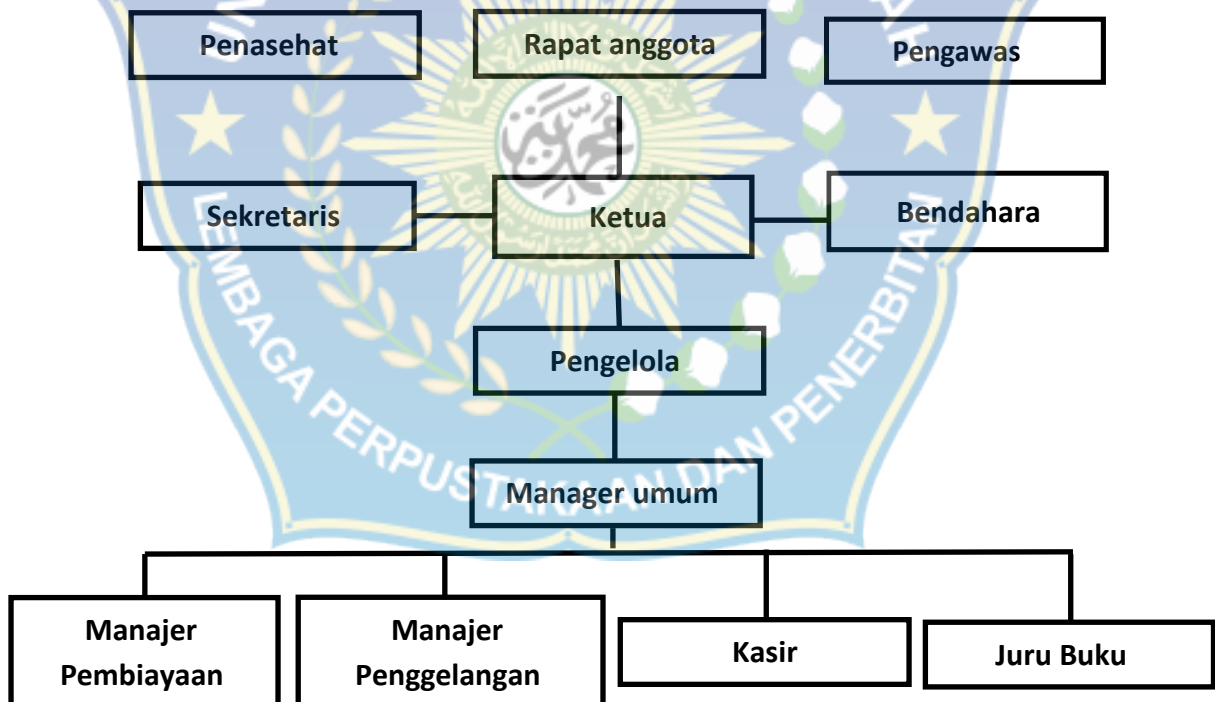 Penasehat
Rapat anggota
Pengawas
Sekretaris
Ketua
Bendahara
Pengelola
Manager umum
Manajer
Pembiayaan
Manajer
Penggelangan
Kasir
Juru Buku
LEMBAGA PERPUSTAKAAN DAN PENERBITAN
محمد